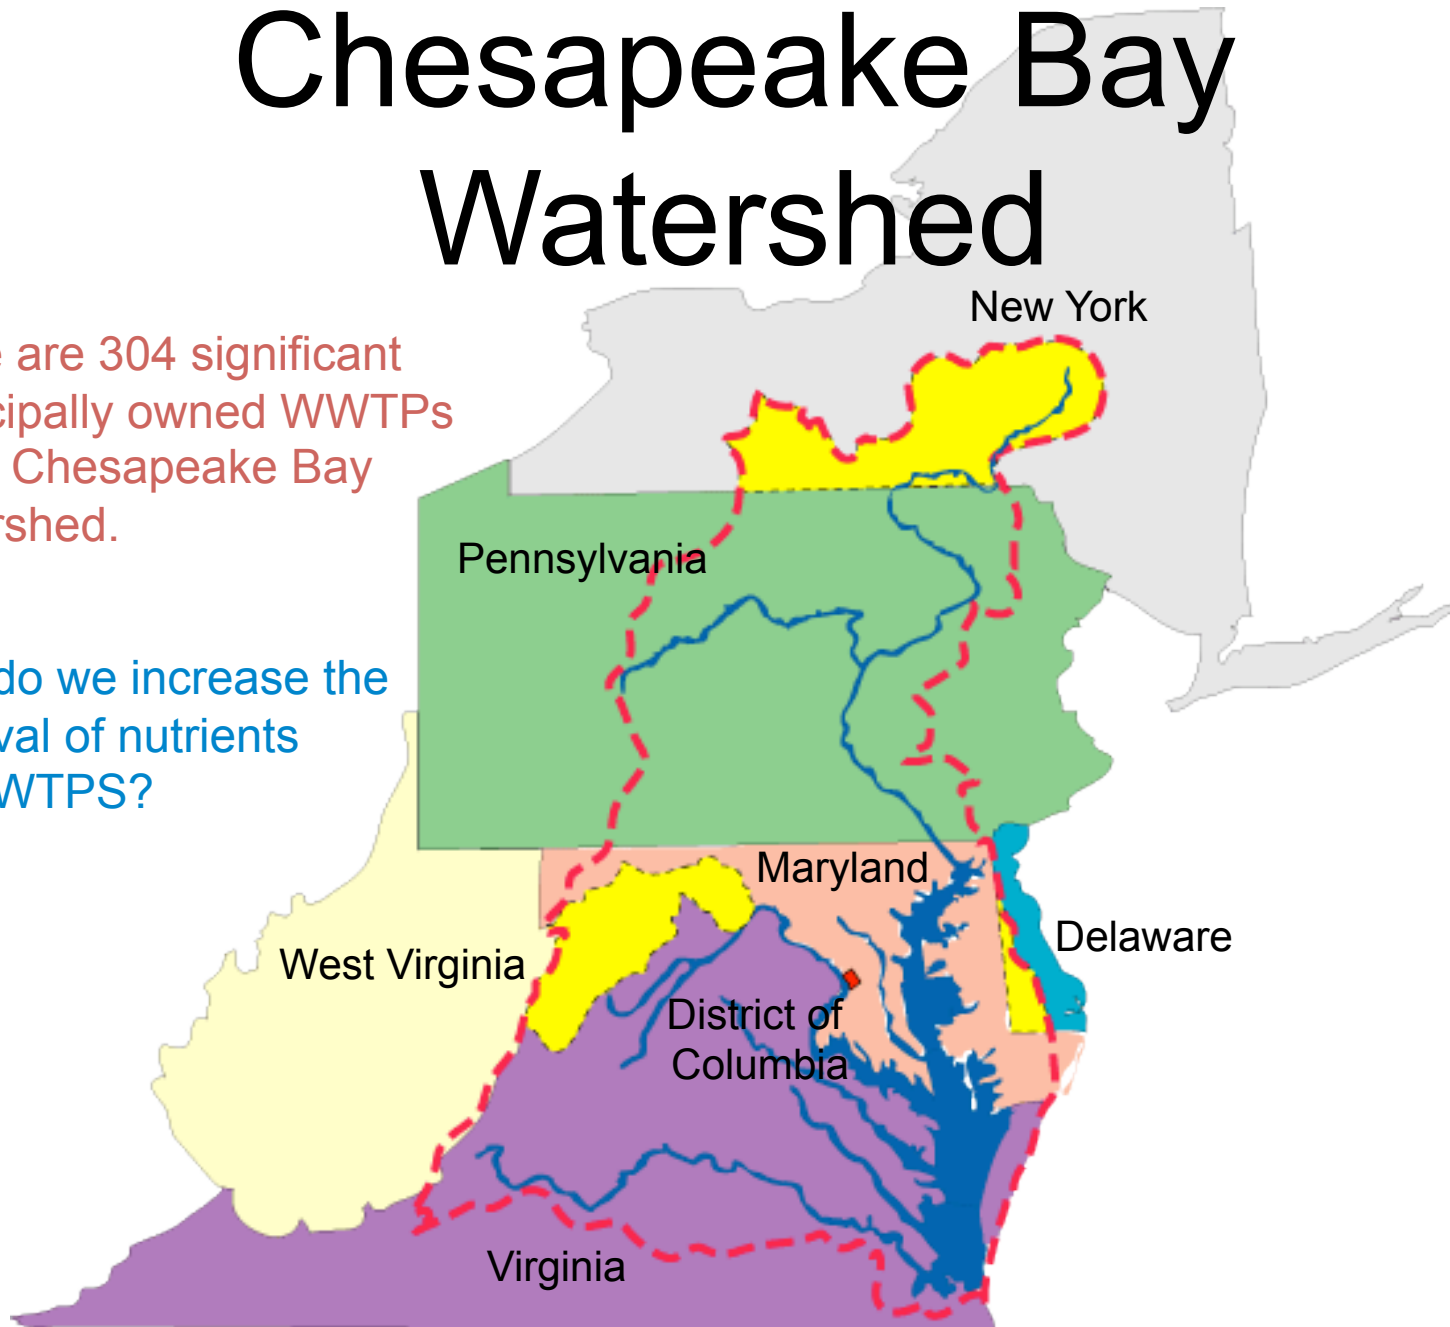 Chesapeake Bay
Watershed
New York
e are 304 significant
cipally owned WWTPs
Chesapeake Bay
rshed.
Pennsylvania
do we increase the
val of nutrients
WTPS?
Maryland
Delaware
West Virginia
District of
Columbia
Virginia